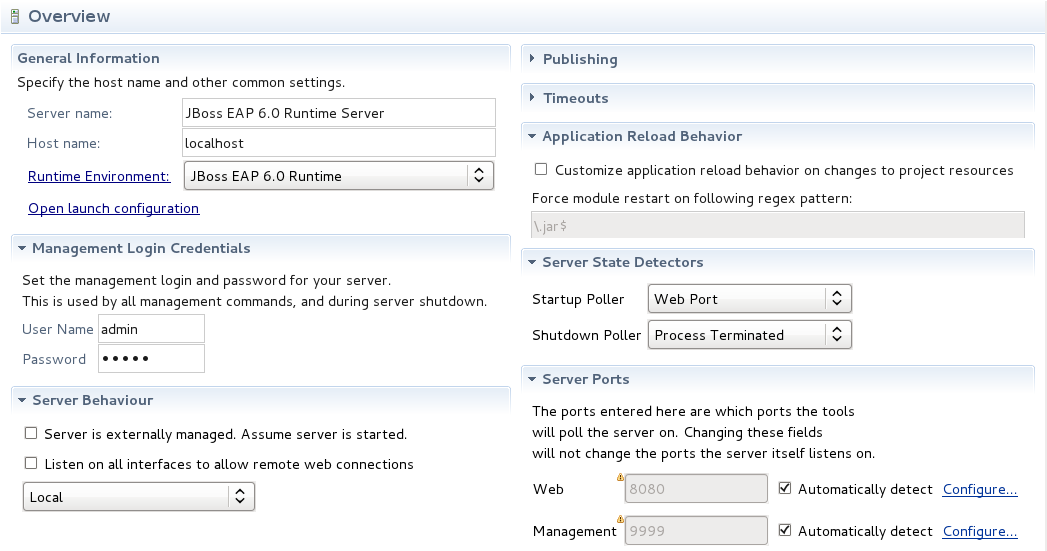 Overview
General Information
Specify the host name and other common settings.
Server name: JBoss EAP 6.0 Runtime Server
Host name: localhost
Runtime Environment: JBoss EAP 6.0 Runtime
Open launch configuration
Management Login Credentials
Set the management login and password for your server.
This is used by all management commands, and during server shutdown.
User Name admin
Password •••••
Server Behaviour
Server is externally managed. Assume server is started.
Listen on all interfaces to allow remote web connections
Local
Publishing
Timeouts
Application Reload Behavior
Customize application reload behavior on changes to project resources
Force module restart on following regex pattern:
\.jar$
Server State Detectors
Startup Poller Web Port
Shutdown Poller Process Terminated
Server Ports
The ports entered here are which ports the tools
will poll the server on. Changing these fields
will not change the ports the server itself listens on.
Web 8080 Automatically detect Configure...
Management 9999 Automatically detect Configure...